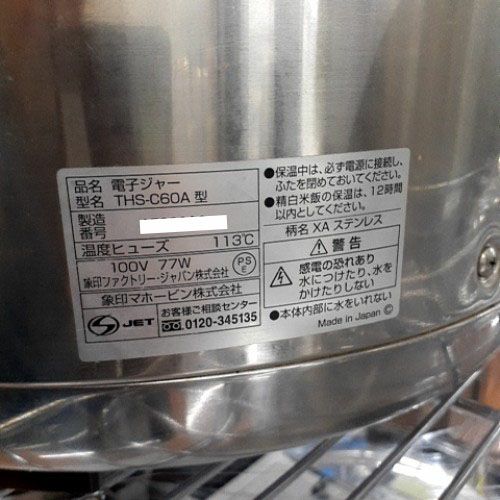 品名 電子ジャー
型名 THS-C60A 型
製造
番号
温度ヒューズ 113℃
100V 77W
象印ファクトリー・ジャパン株式会社
PS
E
象印マホービン株式会社
JET
お客様ご相談センター
0120-345135
●保温中は、必ず電源に接続し、
ふたを閉めておいてください。
●精白米飯の保温は、12時間
以内としてください。
柄名 XA ステンレス
⚠警告
感電の恐れあり
水につけたり、水を
かけたりしない
●本体内部に水をいれない
Made in Japan Ⓒ